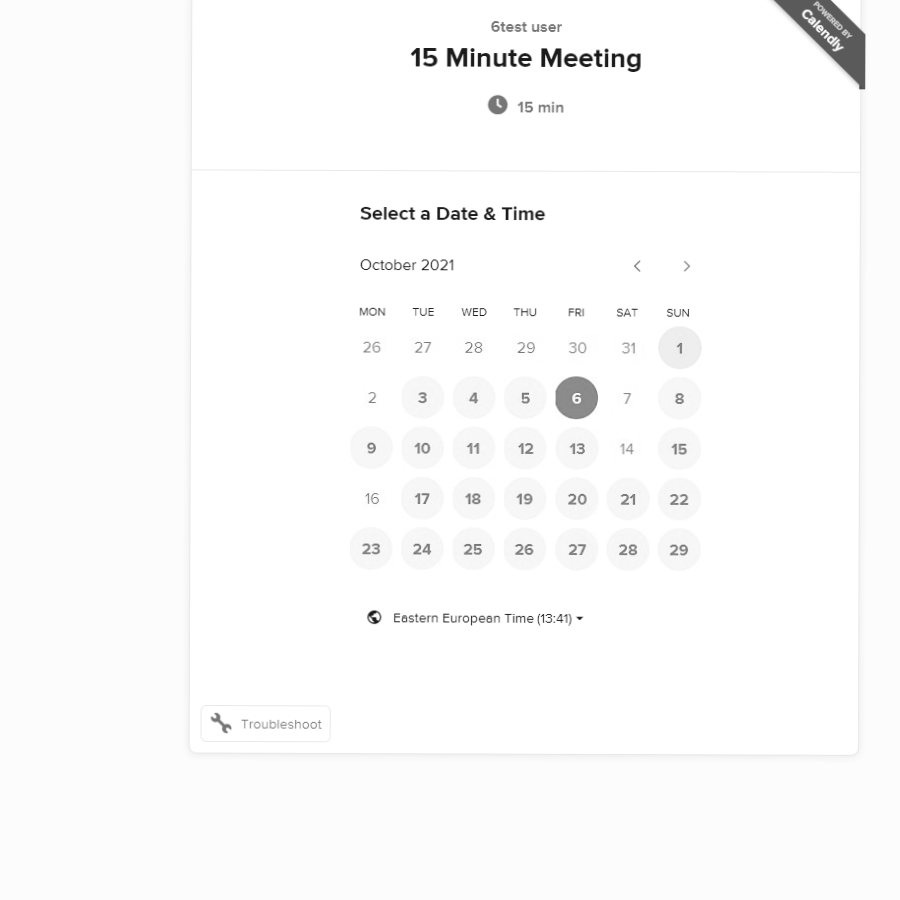 POWERED BY
Calendly
6test user
15 Minute Meeting
15 min
Select a Date & Time
October 2021
MON TUE WED THU FRI SAT SUN
26 27 28 29 30 31 1
2 3 4 5 6 7 8
9 10 11 12 13 14 15
16 17 18 19 20 21 22
23 24 25 26 27 28 29
Eastern European Time (13:41)
Troubleshoot